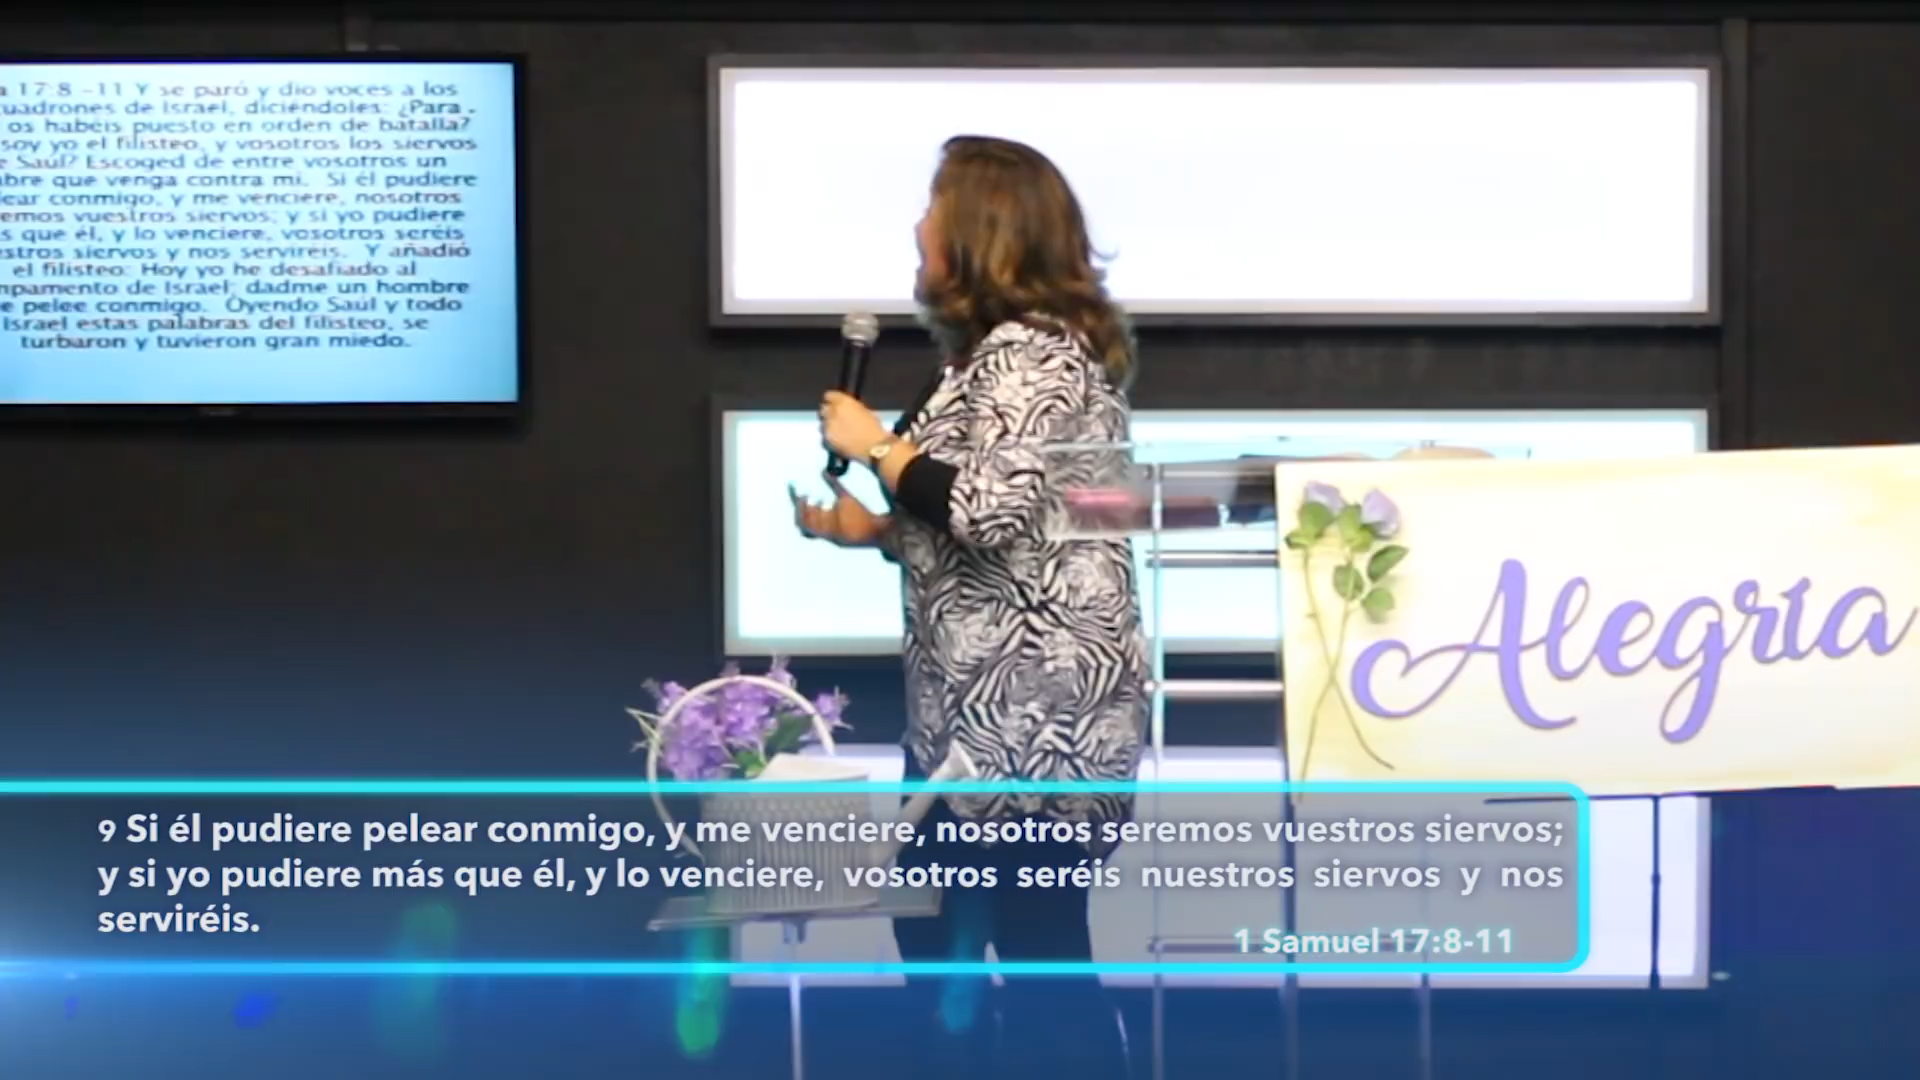 17:8 -11 Y se paró y dio voces a los
de Israel, diciéndoles: ¿Para
os habéis puesto en orden de batalla?
soy yo el filisteo, y vosotros los siervos
Saúl? Escoged de entre vosotros un
que venga contra mí. Si él pudiere
conmigo, y me venciere, nosotros
vuestros siervos; y si yo pudiere
que él, y lo venciere, vosotros seréis
siervos y nos serviréis. Y añadió
el filisteo: Hoy yo he desafiado al
de Israel; dadme un hombre
pelee conmigo. Oyendo Saúl y todo
Israel estas palabras del filisteo, se
turbaron y tuvieron gran miedo.
Alegría
9 Si él pudiere pelear conmigo, y me venciere, nosotros seremos vuestros siervos;
y si yo pudiere más que él, y lo venciere, vosotros seréis nuestros siervos y nos
serviréis.
1 Samuel 17:8-11